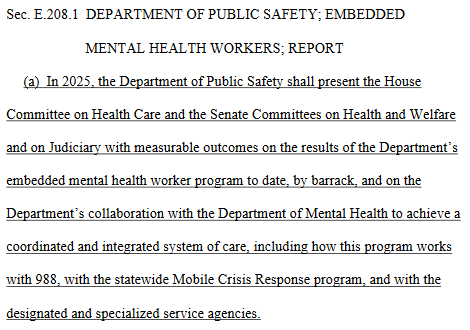 Sec. E.208.1 DEPARTMENT OF PUBLIC SAFETY; EMBEDDED
MENTAL HEALTH WORKERS; REPORT
(a) In 2025, the Department of Public Safety shall present the House
Committee on Health Care and the Senate Committees on Health and Welfare
and on Judiciary with measurable outcomes on the results of the Department’s
embedded mental health worker program to date, by barrack, and on the
Department’s collaboration with the Department of Mental Health to achieve a
coordinated and integrated system of care, including how this program works
with 988, with the statewide Mobile Crisis Response program, and with the
designated and specialized service agencies.